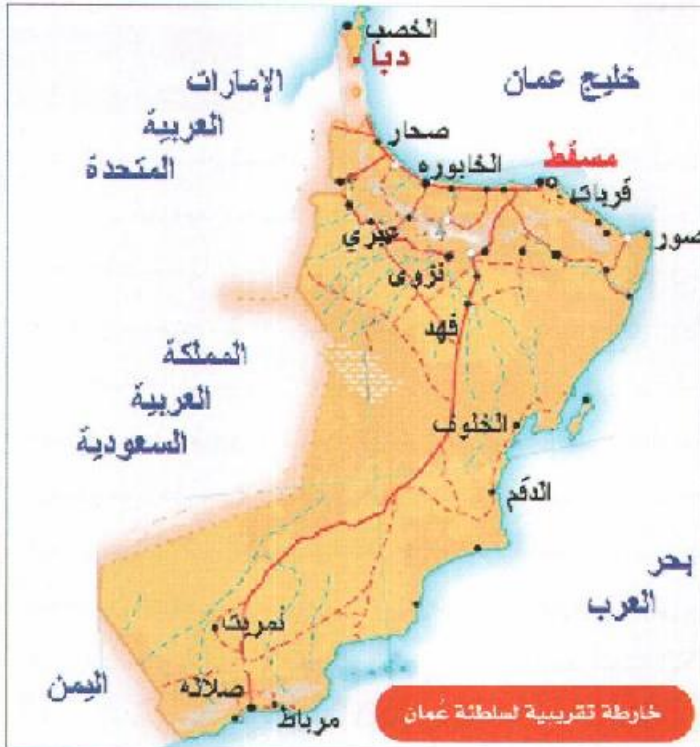 الخصب
دبا
خليج عمان
الإمارات
العربية
المتحدة
صحار
الخابوره
مسقط
قريات
صور
عبري
نزوى
فهد
المملكة
العربية
السعودية
الخلوف
الدقم
بحر
العرب
ثمريت
اليمن
صلاله
مرباط
خارطة تقريبية لسلطنة عُمان